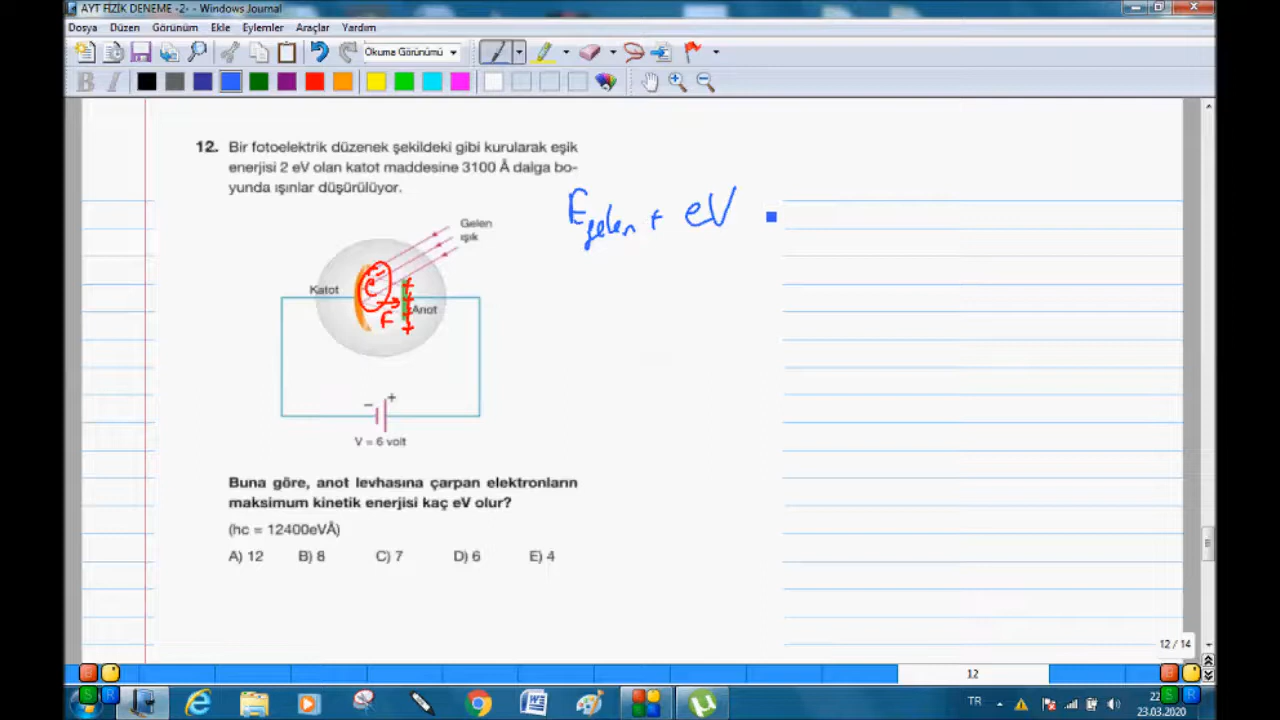 AYT FİZİK DENEME -2- - Windows Journal
Dosya Düzen Görünüm Ekle Eylemler Araçlar Yardım
Okuma Görünümü
B I
12. Bir fotoelektrik düzenek şekildeki gibi kurularak eşik
enerjisi 2 eV olan katot maddesine 3100 Å dalga bo-
yunda ışınlar düşürülüyor.
E gelen + eV
Gelen
ışık
Katot
e-
F
+
+
+
+
Anot
− +
V = 6 volt
Buna göre, anot levhasına çarpan elektronların
maksimum kinetik enerjisi kaç eV olur?
(hc = 12400eVÅ)
A) 12 B) 8 C) 7 D) 6 E) 4
12 / 14
12
S R
TR
22
S R
23.03.2020